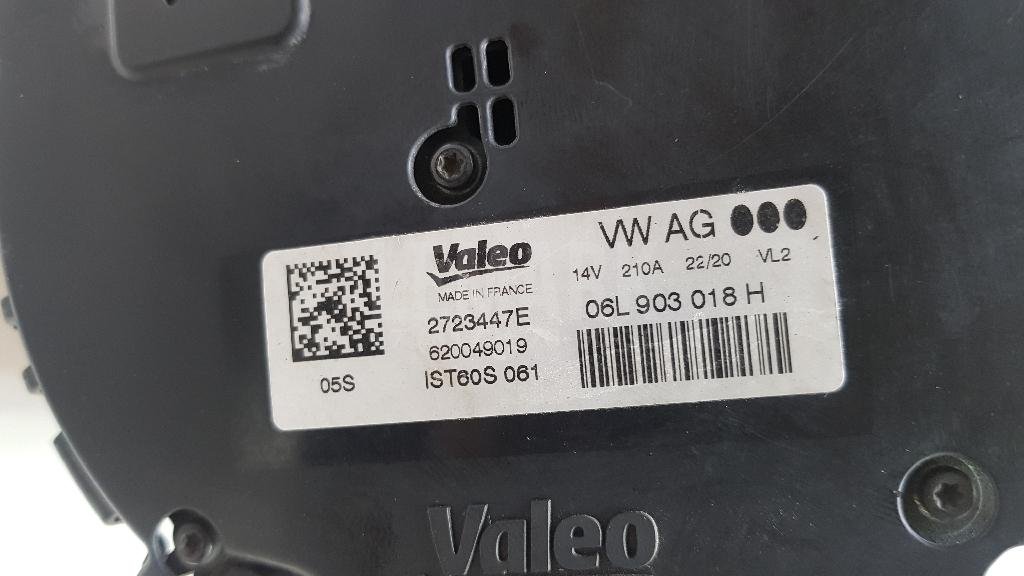 VW AG
Valeo
14V 210A 22/20 VL2
MADE IN FRANCE
06L 903 018 H
2723447E
620049019
05S
IST60S 061
Valeo